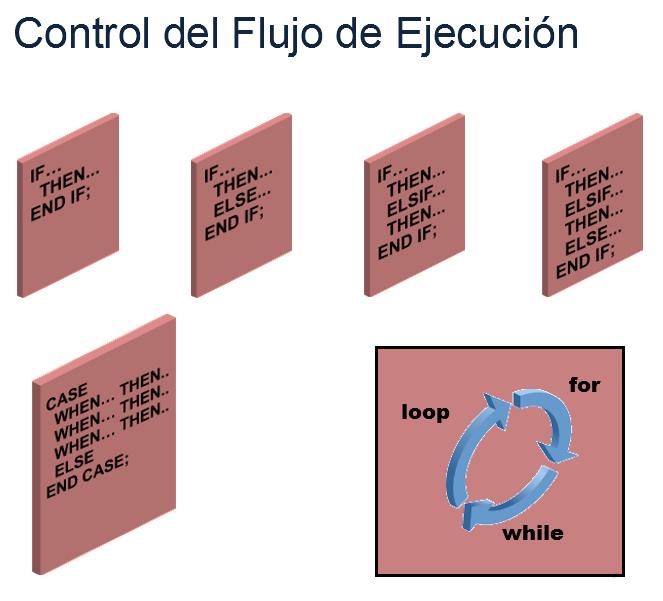 Control del Flujo de Ejecución
IF...
THEN...
END IF;
IF...
THEN...
ELSE...
END IF;
IF...
THEN...
ELSIF...
THEN...
END IF;
IF...
THEN...
ELSIF...
THEN...
ELSE...
END IF;
CASE
WHEN... THEN..
WHEN... THEN..
WHEN... THEN..
ELSE
END CASE;
for
loop
while